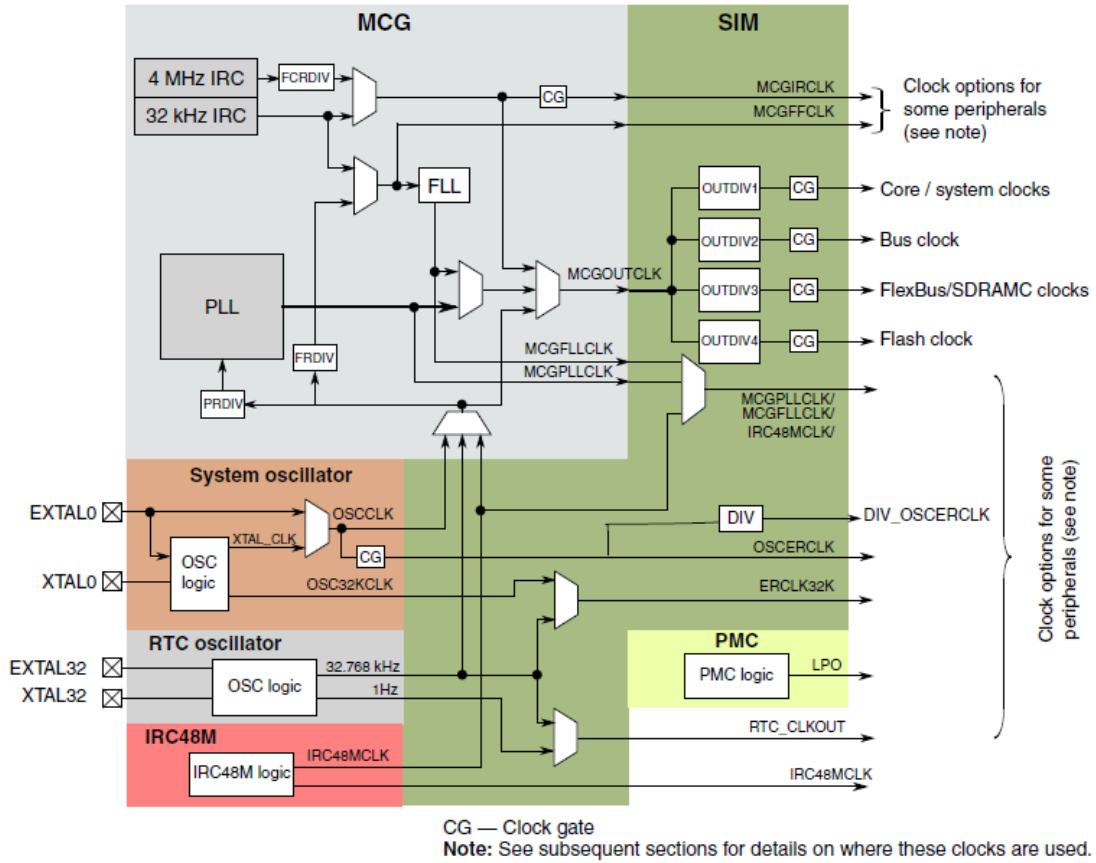 MCG
SIM
4 MHz IRC
FCRDIV
32 kHz IRC
CG
MCGIRCLK
MCGFFCLK
Clock options for
some peripherals
(see note)
FLL
OUTDIV1
CG
Core / system clocks
OUTDIV2
CG
Bus clock
MCGOUTCLK
OUTDIV3
CG
FlexBus/SDRAMC clocks
PLL
OUTDIV4
CG
Flash clock
FRDIV
MCGFLLCLK
MCGPLLCLK
PRDIV
MCGPLLCLK/
MCGFLLCLK/
IRC48MCLK/
System oscillator
EXTAL0
OSCCLK
XTAL_CLK
DIV
DIV_OSCERCLK
CG
OSCERCLK
XTAL0
OSC
logic
OSC32KCLK
ERCLK32K
Clock options for some
peripherals (see note)
RTC oscillator
PMC
EXTAL32
32.768 kHz
OSC logic
PMC logic
LPO
XTAL32
1Hz
IRC48M
RTC_CLKOUT
IRC48MCLK
IRC48M logic
IRC48MCLK
CG — Clock gate
Note: See subsequent sections for details on where these clocks are used.